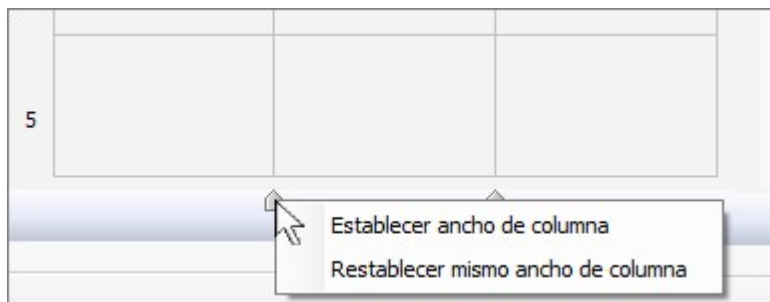 5
Establecer ancho de columna
Restablecer mismo ancho de columna